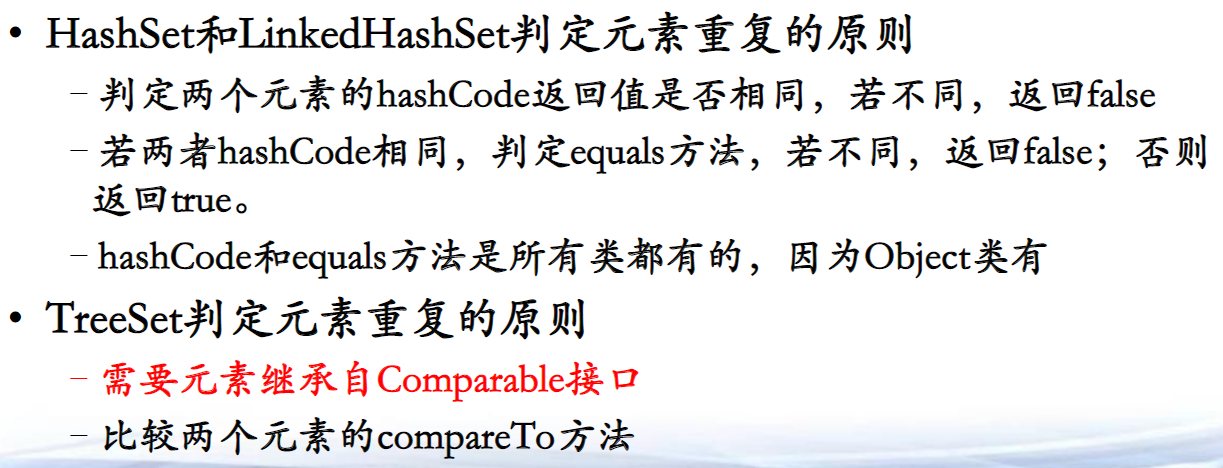 • HashSet和LinkedHashSet判定元素重复的原则
– 判定两个元素的hashCode返回值是否相同，若不同，返回false
– 若两者hashCode相同，判定equals方法，若不同，返回false；否则
返回true。
– hashCode和equals方法是所有类都有的，因为Object类有
• TreeSet判定元素重复的原则
– 需要元素继承自Comparable接口
– 比较两个元素的compareTo方法